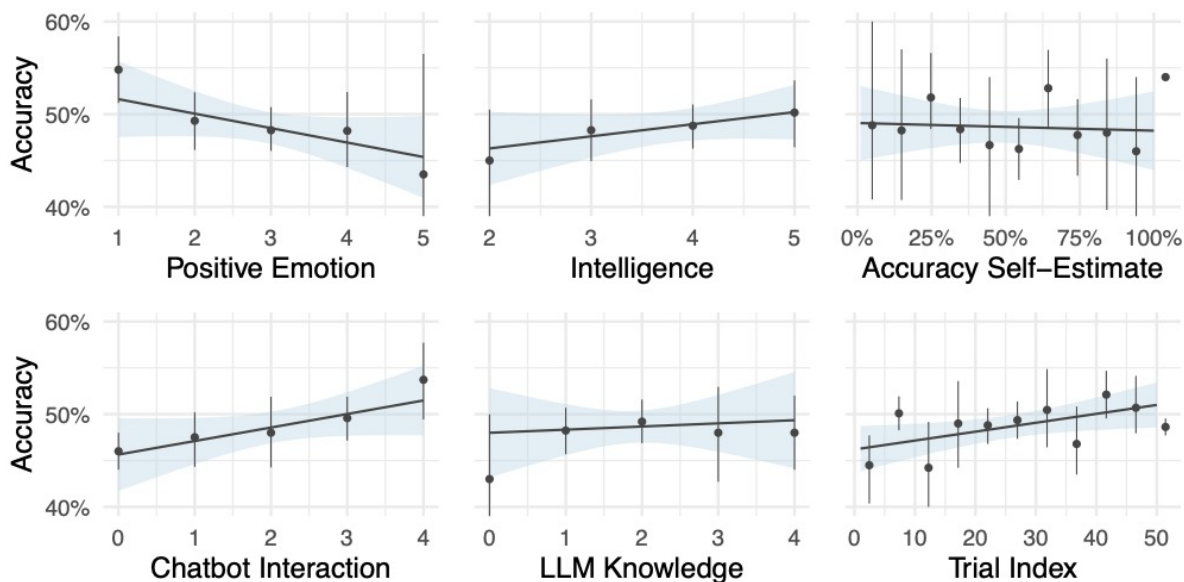 60%
50%
40%
Accuracy
1 2 3 4 5
Positive Emotion
2 3 4 5
Intelligence
0% 25% 50% 75% 100%
Accuracy Self-Estimate
60%
50%
40%
Accuracy
0 1 2 3 4
Chatbot Interaction
0 1 2 3 4
LLM Knowledge
0 10 20 30 40 50
Trial Index